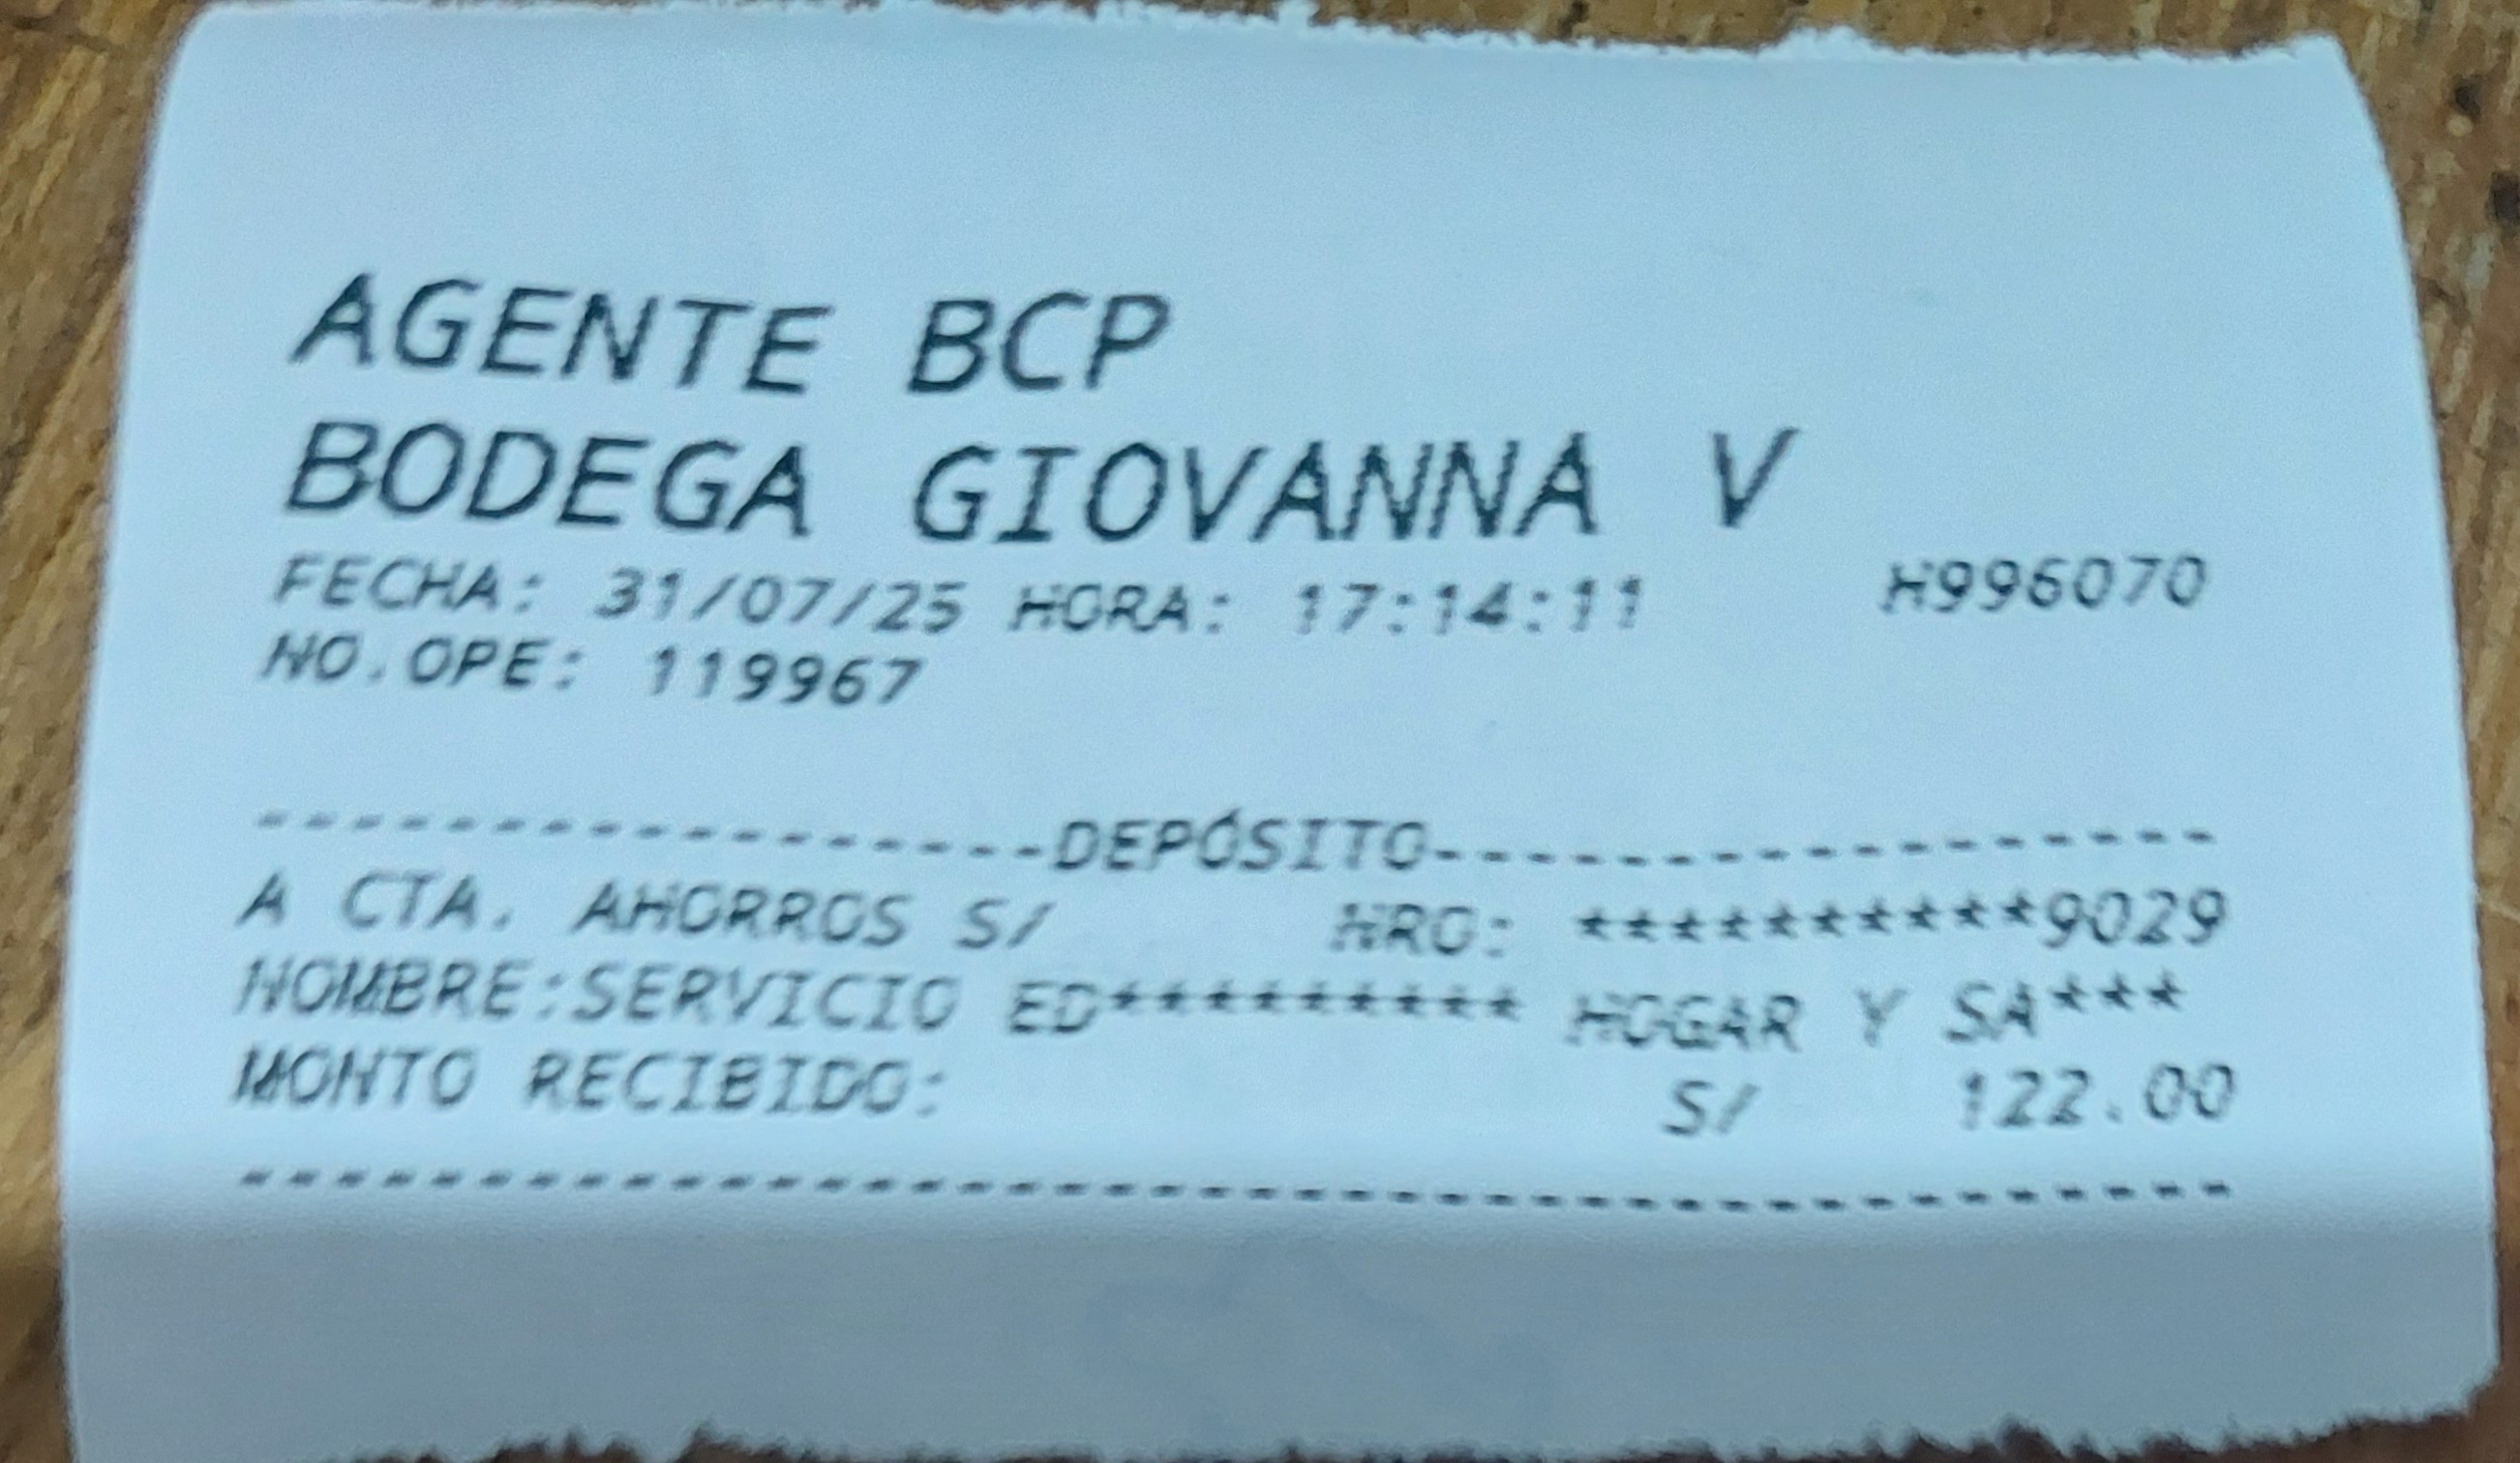 AGENTE BCP
BODEGA GIOVANNA V
FECHA: 31/07/25 HORA: 17:14:11 H996070
NO.OPE: 119967
------------------DEPÓSITO------------------
A CTA. AHORROS S/ NRO: **********9029
NOMBRE:SERVICIO ED********* HOGAR Y SA***
MONTO RECIBIDO: S/ 122.00
--------------------------------------------